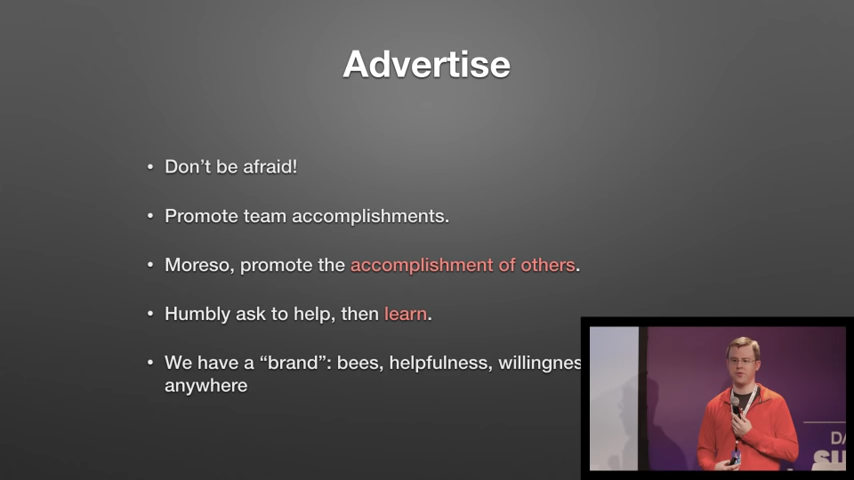 Advertise
• Don't be afraid!
• Promote team accomplishments.
• Moreso, promote the accomplishment of others.
• Humbly ask to help, then learn.
• We have a “brand”: bees, helpfulness,
anywhere